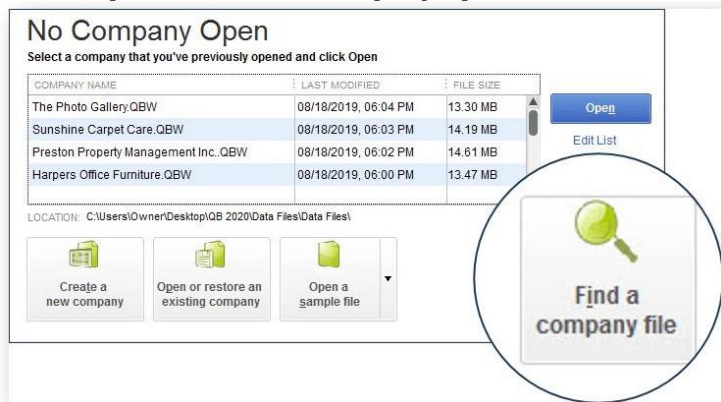 No Company Open
Select a company that you've previously opened and click Open
COMPANY NAME LAST MODIFIED FILE SIZE
The Photo Gallery.QBW 08/18/2019, 06:04 PM 13.30 MB
Sunshine Carpet Care.QBW 08/18/2019, 06:03 PM 14.19 MB
Preston Property Management Inc..QBW 08/18/2019, 06:02 PM 14.61 MB
Harpers Office Furniture.QBW 08/18/2019, 06:00 PM 13.47 MB
Open
Edit List
LOCATION: C:\Users\Owner\Desktop\QB 2020\Data Files\Data Files\
Create a
new company
Open or restore an
existing company
Open a
sample file
Find a
company file